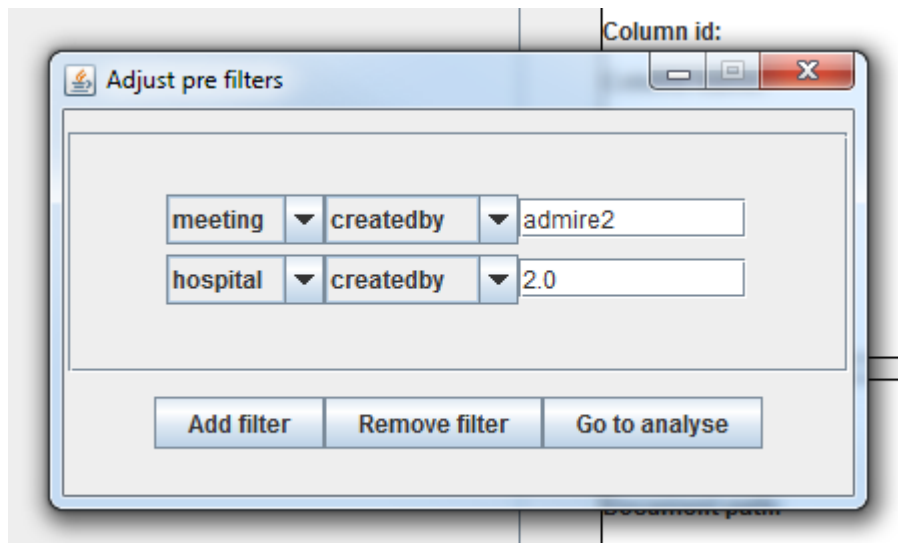 Column id:
Adjust pre filters
meeting createdby admire2
hospital createdby 2.0
Add filter Remove filter Go to analyse